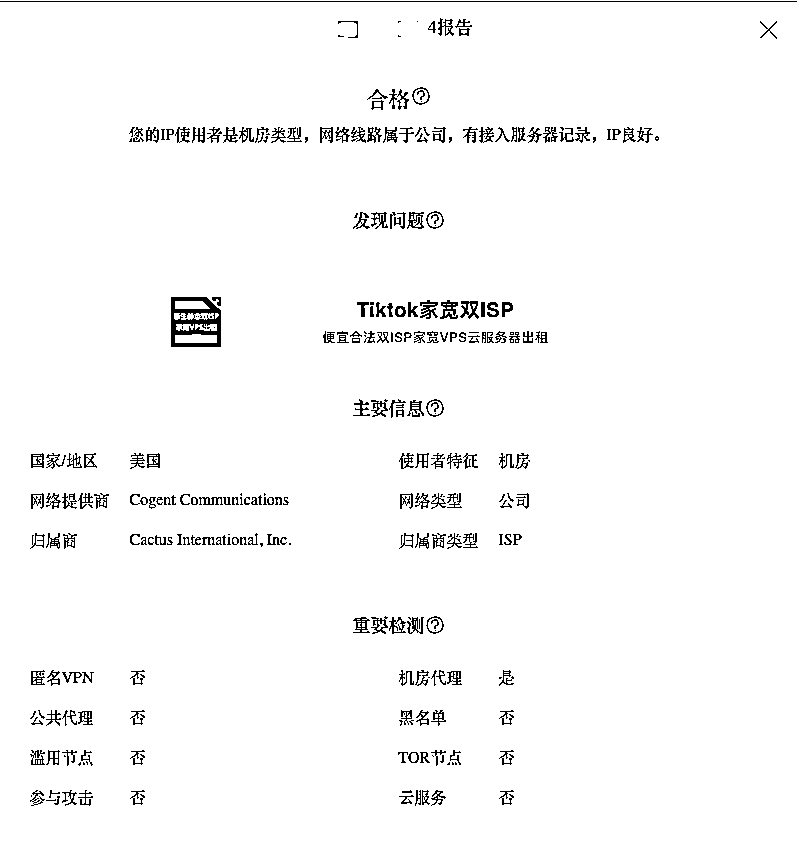 4报告
合格?
您的IP使用者是机房类型，网络线路属于公司，有接入服务器记录，IP良好。
发现问题?
Tiktok家宽双ISP
便宜合法双ISP家宽VPS云服务器出租
主要信息?
国家/地区 美国 使用者特征 机房
网络提供商 Cogent Communications 网络类型 公司
归属商 Cactus International, Inc. 归属商类型 ISP
重要检测?
匿名VPN 否 机房代理 是
公共代理 否 黑名单 否
滥用节点 否 TOR节点 否
参与攻击 否 云服务 否